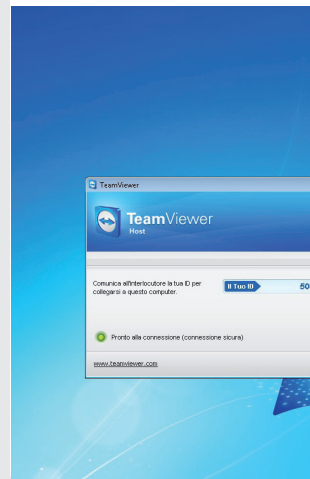 TeamViewer
TeamViewer
Host
Comunica all'interlocutore la tua ID per
collegarsi a questo computer.
Il Tuo ID
50
Pronto alla connessione (connessione sicura)
www.teamviewer.com